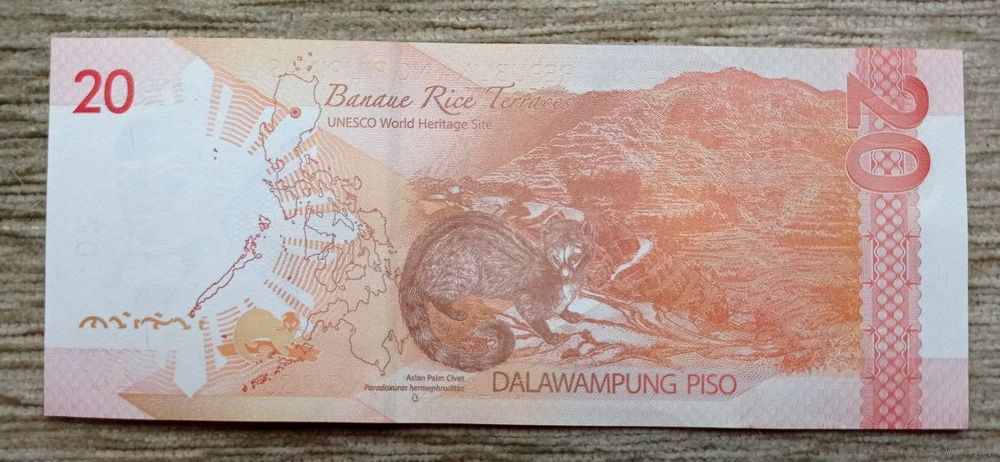 20
Banaue Rice Terraces
UNESCO World Heritage Site
20
Asian Palm Civet
Paradoxurus hermaphroditus
DALAWAMPUNG PISO